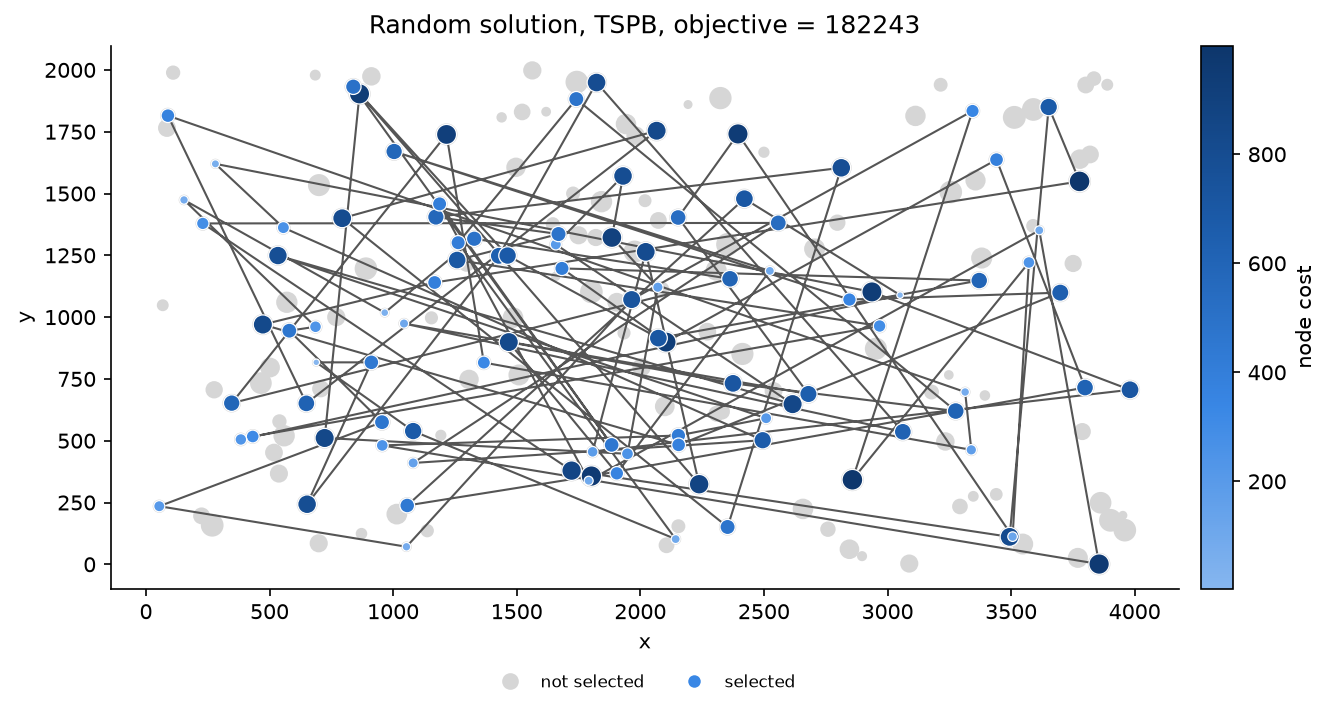 Random solution, TSPB, objective = 182243
2000
1750
1500
1250
1000
750
500
250
0
y
0 500 1000 1500 2000 2500 3000 3500 4000
x
800
600
400
200
node cost
not selected selected